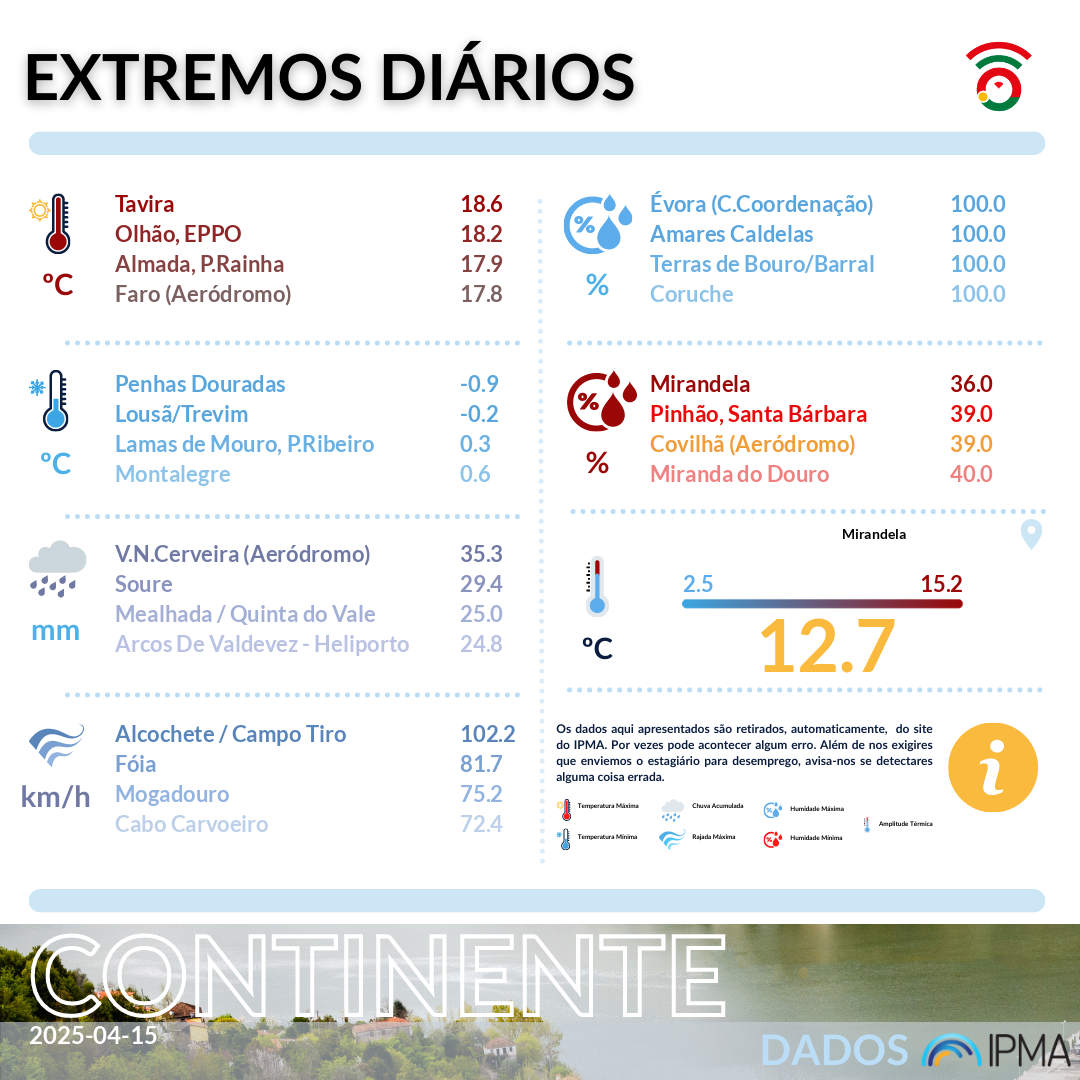 EXTREMOS DIÁRIOS
Tavira 18.6
Olhão, EPPO 18.2
Almada, P.Rainha 17.9
Faro (Aeródromo) 17.8
ºC
Penhas Douradas -0.9
Lousã/Trevim -0.2
Lamas de Mouro, P.Ribeiro 0.3
Montalegre 0.6
ºC
V.N.Cerveira (Aeródromo) 35.3
Soure 29.4
Mealhada / Quinta do Vale 25.0
Arcos De Valdevez - Heliporto 24.8
mm
Alcochete / Campo Tiro 102.2
Fóia 81.7
Mogadouro 75.2
Cabo Carvoeiro 72.4
km/h
%
Évora (C.Coordenação) 100.0
Amares Caldelas 100.0
Terras de Bouro/Barral 100.0
Coruche 100.0
%
%
Mirandela 36.0
Pinhão, Santa Bárbara 39.0
Covilhã (Aeródromo) 39.0
Miranda do Douro 40.0
%
Mirandela
2.5 15.2
12.7
ºC
Os dados aqui apresentados são retirados, automaticamente, do site
do IPMA. Por vezes pode acontecer algum erro. Além de nos exigires
que enviemos o estagiário para desemprego, avisa-nos se detectares
alguma coisa errada.
i
Temperatura Máxima
Chuva Acumulada
Humidade Máxima
Amplitude Térmica
Temperatura Mínima
Rajada Máxima
Humidade Mínima
CONTINENTE
2025-04-15
DADOS IPMA